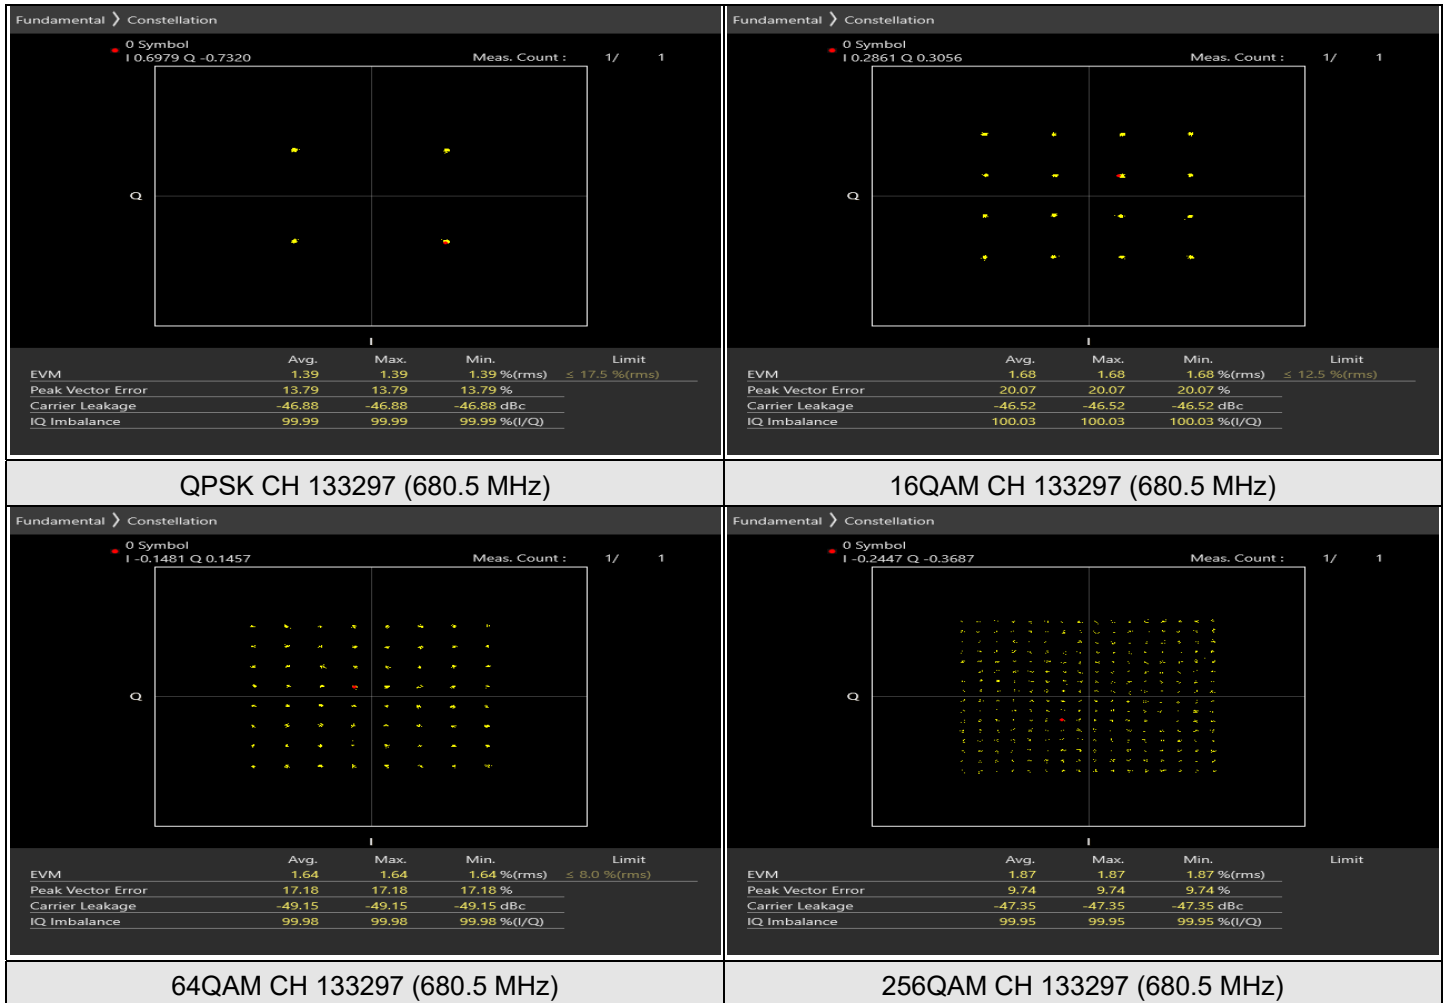 Fundamental ❯ Constellation
0 Symbol
I 0.6979 Q -0.7320 Meas. Count : 1/ 1
Q
I
Avg. Max. Min. Limit
EVM 1.39 1.39 1.39 %(rms) ≤ 17.5 %(rms)
Peak Vector Error 13.79 13.79 13.79 %
Carrier Leakage -46.88 -46.88 -46.88 dBc
IQ Imbalance 99.99 99.99 99.99 %(I/Q)
QPSK CH 133297 (680.5 MHz)
Fundamental ❯ Constellation
0 Symbol
I 0.2861 Q 0.3056 Meas. Count : 1/ 1
Q
I
Avg. Max. Min. Limit
EVM 1.68 1.68 1.68 %(rms) ≤ 12.5 %(rms)
Peak Vector Error 20.07 20.07 20.07 %
Carrier Leakage -46.52 -46.52 -46.52 dBc
IQ Imbalance 100.03 100.03 100.03 %(I/Q)
16QAM CH 133297 (680.5 MHz)
Fundamental ❯ Constellation
0 Symbol
I -0.1481 Q 0.1457 Meas. Count : 1/ 1
Q
I
Avg. Max. Min. Limit
EVM 1.64 1.64 1.64 %(rms) ≤ 8.0 %(rms)
Peak Vector Error 17.18 17.18 17.18 %
Carrier Leakage -49.15 -49.15 -49.15 dBc
IQ Imbalance 99.98 99.98 99.98 %(I/Q)
64QAM CH 133297 (680.5 MHz)
Fundamental ❯ Constellation
0 Symbol
I -0.2447 Q -0.3687 Meas. Count : 1/ 1
Q
I
Avg. Max. Min. Limit
EVM 1.87 1.87 1.87 %(rms)
Peak Vector Error 9.74 9.74 9.74 %
Carrier Leakage -47.35 -47.35 -47.35 dBc
IQ Imbalance 99.95 99.95 99.95 %(I/Q)
256QAM CH 133297 (680.5 MHz)